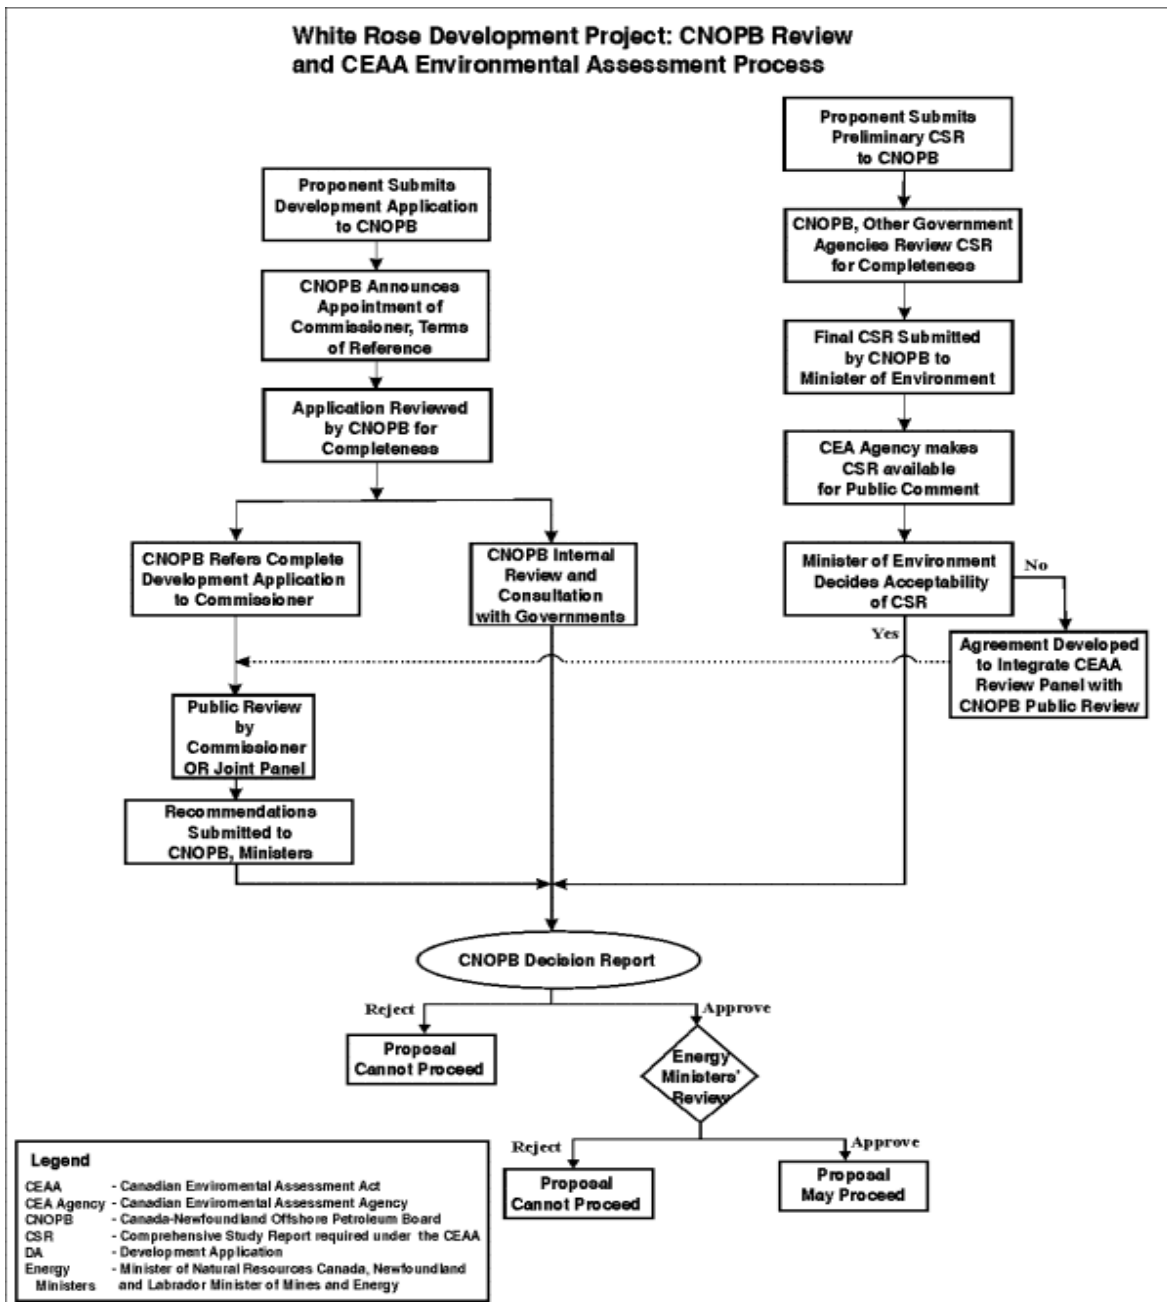 White Rose Development Project: CNOPB Review
and CEAA Environmental Assessment Process
Proponent Submits
Preliminary CSR
to CNOPB
Proponent Submits
Development Application
to CNOPB
CNOPB, Other Government
Agencies Review CSR
for Completeness
CNOPB Announces
Appointment of
Commissioner, Terms
of Reference
Final CSR Submitted
by CNOPB to
Minister of Environment
Application Reviewed
by CNOPB for
Completeness
CEA Agency makes
CSR available
for Public Comment
CNOPB Refers Complete
Development Application
to Commissioner
CNOPB Internal
Review and
Consultation
with Governments
Minister of Environment
Decides Acceptability
of CSR
No
Yes
Agreement Developed
to Integrate CEAA
Review Panel with
CNOPB Public Review
Public Review
by
Commissioner
OR Joint Panel
Recommendations
Submitted to
CNOPB, Ministers
CNOPB Decision Report
Reject
Approve
Proposal
Cannot Proceed
Energy
Ministers'
Review
Reject
Approve
Proposal
Cannot Proceed
Proposal
May Proceed
Legend
CEAA - Canadian Enviromental Assessment Act
CEA Agency - Canadian Enviromental Assessment Agency
CNOPB - Canada-Newfoundland Offshore Petroleum Board
CSR - Comprehensive Study Report required under the CEAA
DA - Development Application
Energy - Minister of Natural Resources Canada, Newfoundland
Ministers and Labrador Minister of Mines and Energy